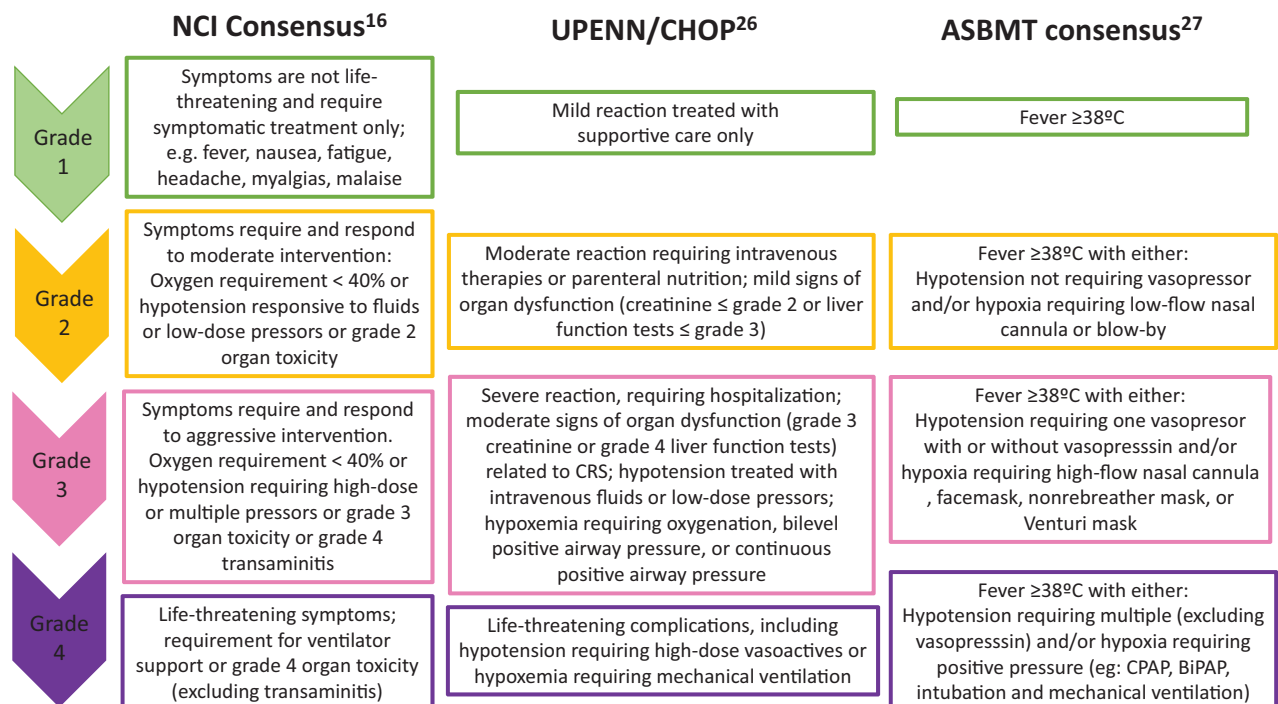 NCI Consensus16
UPENN/CHOP26
ASBMT consensus27
Grade
1
Symptoms are not life-
threatening and require
symptomatic treatment only;
e.g. fever, nausea, fatigue,
headache, myalgias, malaise
Mild reaction treated with
supportive care only
Fever ≥38ºC
Grade
2
Symptoms require and respond
to moderate intervention:
Oxygen requirement < 40% or
hypotension responsive to fluids
or low-dose pressors or grade 2
organ toxicity
Moderate reaction requiring intravenous
therapies or parenteral nutrition; mild signs of
organ dysfunction (creatinine ≤ grade 2 or liver
function tests ≤ grade 3)
Fever ≥38ºC with either:
Hypotension not requiring vasopressor
and/or hypoxia requiring low-flow nasal
cannula or blow-by
Grade
3
Symptoms require and respond
to aggressive intervention.
Oxygen requirement < 40% or
hypotension requiring high-dose
or multiple pressors or grade 3
organ toxicity or grade 4
transaminitis
Severe reaction, requiring hospitalization;
moderate signs of organ dysfunction (grade 3
creatinine or grade 4 liver function tests)
related to CRS; hypotension treated with
intravenous fluids or low-dose pressors;
hypoxemia requiring oxygenation, bilevel
positive airway pressure, or continuous
positive airway pressure
Fever ≥38ºC with either:
Hypotension requiring one vasopresor
with or without vasopresssin and/or
hypoxia requiring high-flow nasal cannula
, facemask, nonrebreather mask, or
Venturi mask
Grade
4
Life-threatening symptoms;
requirement for ventilator
support or grade 4 organ toxicity
(excluding transaminitis)
Life-threatening complications, including
hypotension requiring high-dose vasoactives or
hypoxemia requiring mechanical ventilation
Fever ≥38ºC with either:
Hypotension requiring multiple (excluding
vasopresssin) and/or hypoxia requiring
positive pressure (eg: CPAP, BiPAP,
intubation and mechanical ventilation)